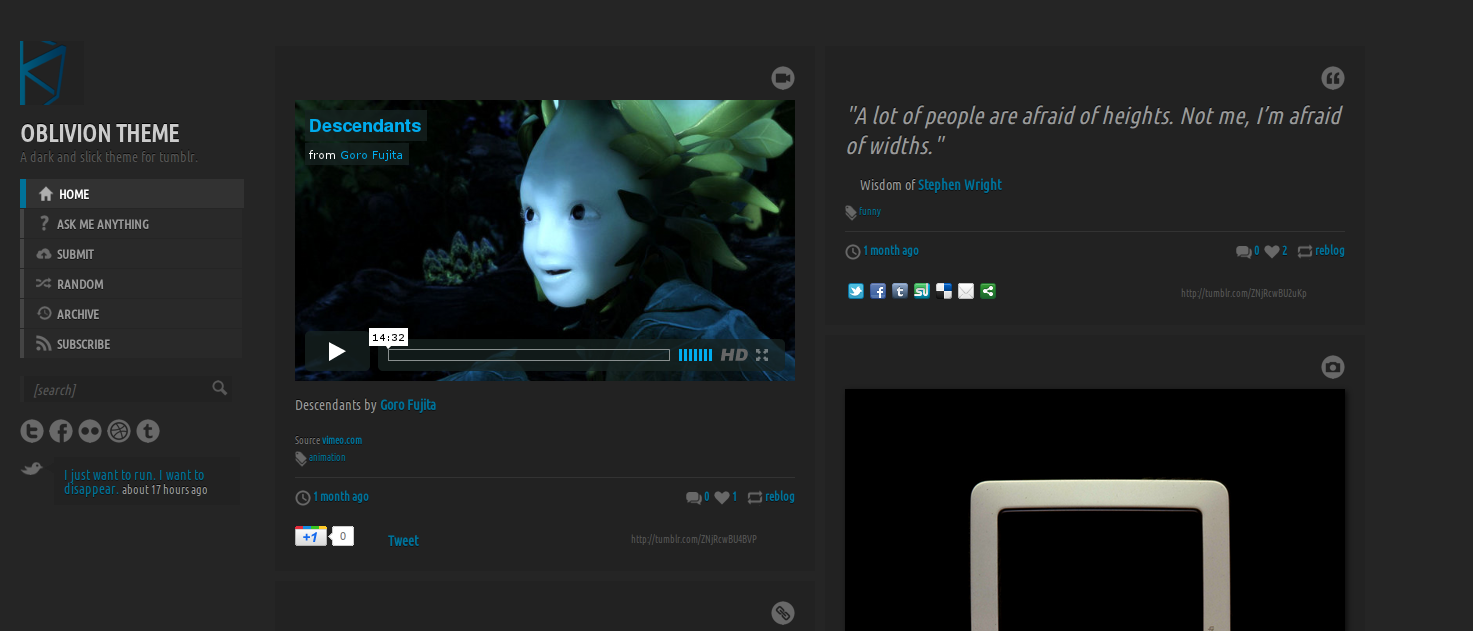 OBLIVION THEME
A dark and slick theme for tumblr.
HOME
ASK ME ANYTHING
SUBMIT
RANDOM
ARCHIVE
SUBSCRIBE
[search]
I just want to run. I want to
disappear. about 17 hours ago
Descendants
from Goro Fujita
14:32
HD
Descendants by Goro Fujita
Source vimeo.com
animation
1 month ago
0
1
reblog
+1
0
Tweet
http://tumblr.com/ZNjRcwBU4BVP
"A lot of people are afraid of heights. Not me, I’m afraid
of widths."
Wisdom of Stephen Wright
funny
1 month ago
0
2
reblog
http://tumblr.com/ZNjRcwBU2uKp